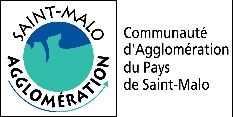 SAINT-MALO
AGGLOMÉRATION
Communauté
d'Agglomération
du Pays
de Saint-Malo